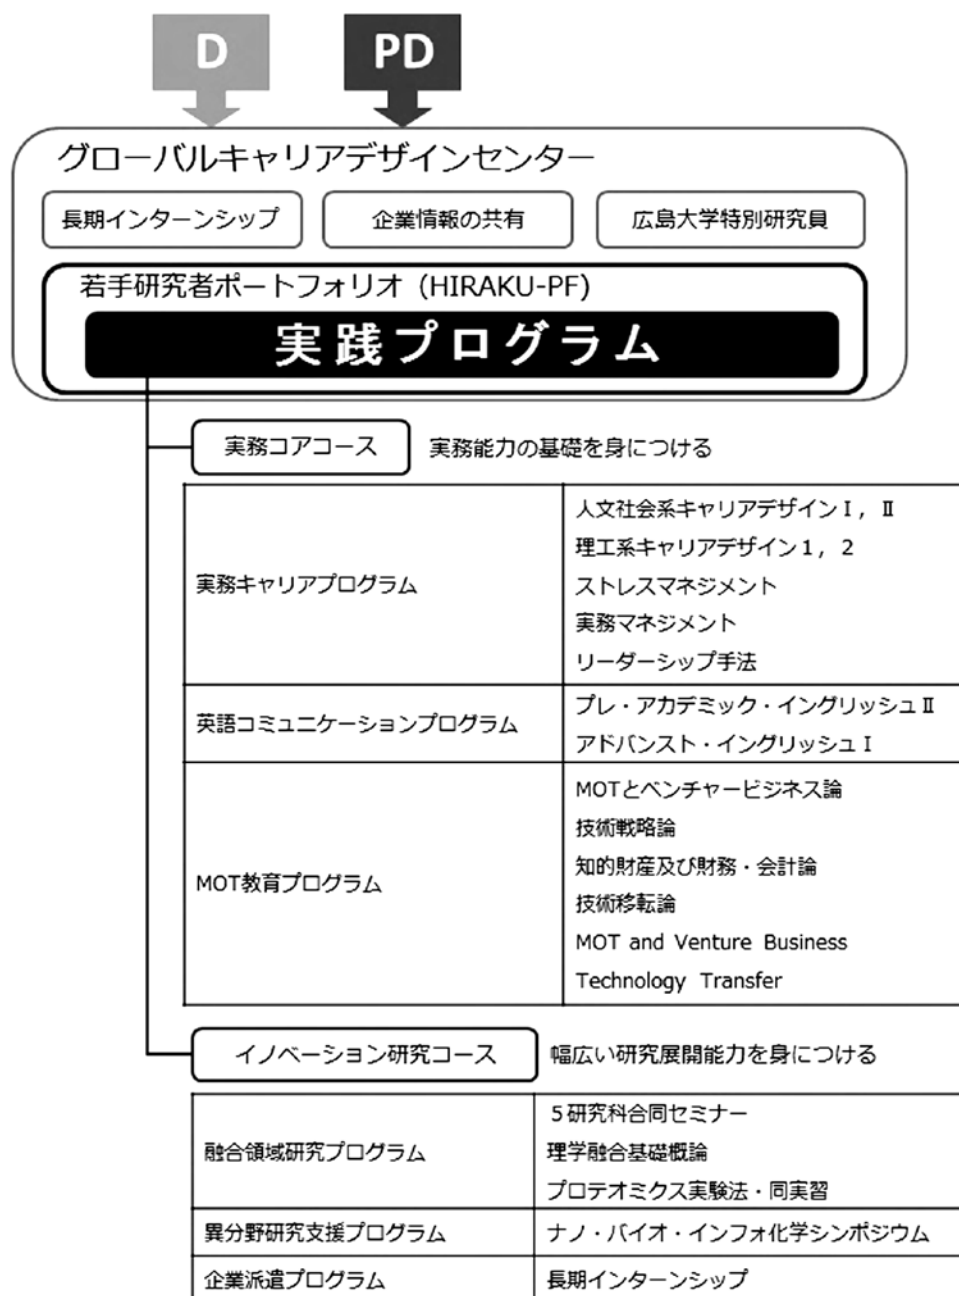 D
PD
グローバルキャリアデザインセンター
長期インターンシップ
企業情報の共有
広島大学特別研究員
若手研究者ポートフォリオ (HIRAKU-PF)
実践プログラム
実務コアコース
実務能力の基礎を身につける
実務キャリアプログラム
人文社会系キャリアデザインⅠ，Ⅱ
理工系キャリアデザイン１，２
ストレスマネジメント
実務マネジメント
リーダーシップ手法
英語コミュニケーションプログラム
プレ・アカデミック・イングリッシュⅡ
アドバンスト・イングリッシュⅠ
MOT教育プログラム
MOTとベンチャービジネス論
技術戦略論
知的財産及び財務・会計論
技術移転論
MOT and Venture Business
Technology Transfer
イノベーション研究コース
幅広い研究展開能力を身につける
融合領域研究プログラム
５研究科合同セミナー
理学融合基礎概論
プロテオミクス実験法・同実習
異分野研究支援プログラム
ナノ・バイオ・インフォ化学シンポジウム
企業派遣プログラム
長期インターンシップ